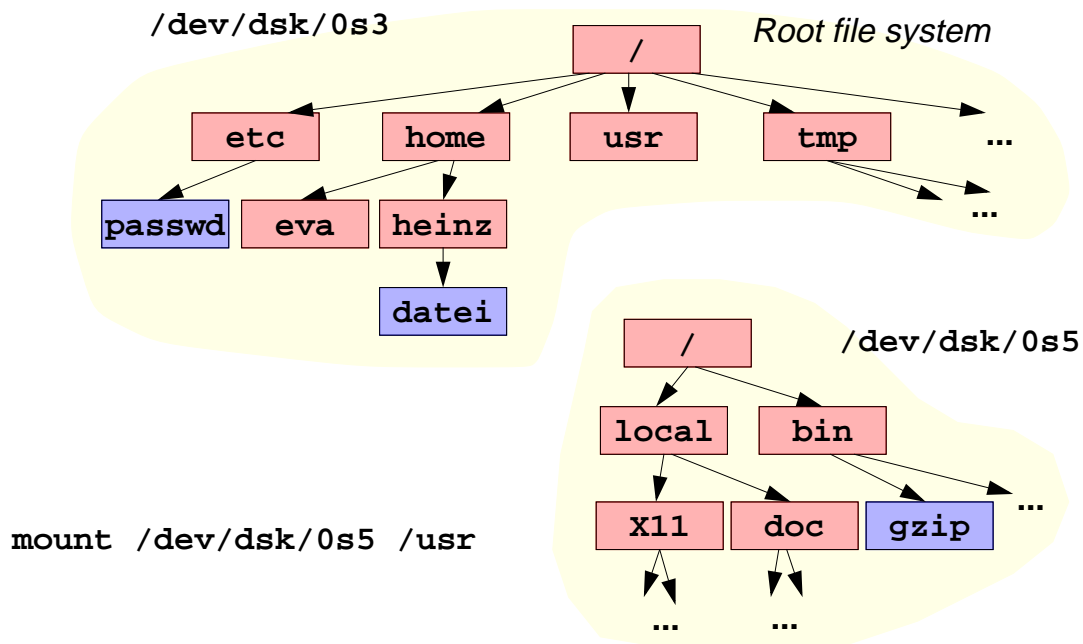 /dev/dsk/0s3
Root file system
/
etc home usr tmp ...
passwd eva heinz ...
datei
/
/dev/dsk/0s5
local bin
X11 doc gzip ...
mount /dev/dsk/0s5 /usr
... ...